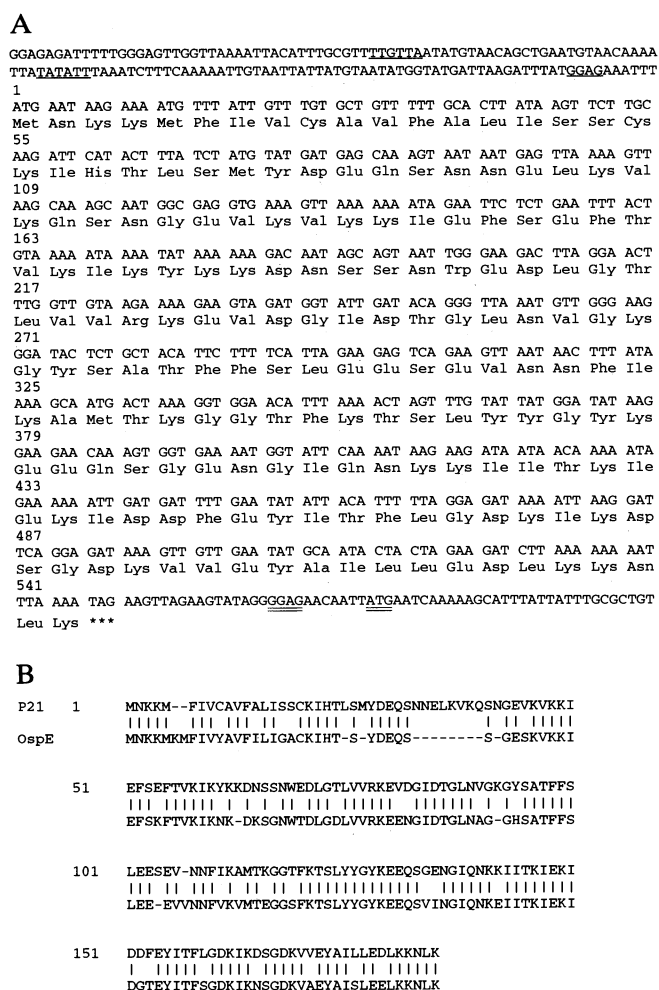 A
GGAGAGATTTTTGGGAGTTGGTTAAAATTACATTTGCGTTTTGTTAATATGTAACAGCTGAATGTAACAAAA
TTATATATTTAAATCTTTCAAAAATTGTAATTATTATGTAATATGGTATGATTAAGATTTATGGAGAAATTT
1
ATG AAT AAG AAA ATG TTT ATT GTT TGT GCT GTT TTT GCA CTT ATA AGT TCT TGC
Met Asn Lys Lys Met Phe Ile Val Cys Ala Val Phe Ala Leu Ile Ser Ser Cys
55
AAG ATT CAT ACT TTA TCT ATG TAT GAT GAG CAA AGT AAT AAT GAG TTA AAA GTT
Lys Ile His Thr Leu Ser Met Tyr Asp Glu Gln Ser Asn Asn Glu Leu Lys Val
109
AAG CAA AGC AAT GGC GAG GTG AAA GTT AAA AAA ATA GAA TTC TCT GAA TTT ACT
Lys Gln Ser Asn Gly Glu Val Lys Val Lys Lys Ile Glu Phe Ser Glu Phe Thr
163
GTA AAA ATA AAA TAT AAA AAA GAC AAT AGC AGT AAT TGG GAA GAC TTA GGA ACT
Val Lys Ile Lys Tyr Lys Lys Asp Asn Ser Ser Asn Trp Glu Asp Leu Gly Thr
217
TTG GTT GTA AGA AAA GAA GTA GAT GGT ATT GAT ACA GGG TTA AAT GTT GGG AAG
Leu Val Val Arg Lys Glu Val Asp Gly Ile Asp Thr Gly Leu Asn Val Gly Lys
271
GGA TAC TCT GCT ACA TTC TTT TCA TTA GAA GAG TCA GAA GTT AAT AAC TTT ATA
Gly Tyr Ser Ala Thr Phe Phe Ser Leu Glu Glu Ser Glu Val Asn Asn Phe Ile
325
AAA GCA ATG ACT AAA GGT GGA ACA TTT AAA ACT AGT TTG TAT TAT GGA TAT AAG
Lys Ala Met Thr Lys Gly Gly Thr Phe Lys Thr Ser Leu Tyr Tyr Gly Tyr Lys
379
GAA GAA CAA AGT GGT GAA AAT GGT ATT CAA AAT AAG AAG ATA ATA ACA AAA ATA
Glu Glu Gln Ser Gly Glu Asn Gly Ile Gln Asn Lys Lys Ile Ile Thr Lys Ile
433
GAA AAA ATT GAT GAT TTT GAA TAT ATT ACA TTT TTA GGA GAT AAA ATT AAG GAT
Glu Lys Ile Asp Asp Phe Glu Tyr Ile Thr Phe Leu Gly Asp Lys Ile Lys Asp
487
TCA GGA GAT AAA GTT GTT GAA TAT GCA ATA CTA CTA GAA GAT CTT AAA AAA AAT
Ser Gly Asp Lys Val Val Glu Tyr Ala Ile Leu Leu Glu Asp Leu Lys Lys Asn
541
TTA AAA TAG AAGTTAGAAGTATAGGGGAGAACAATTATGAATCAAAAAGCATTTATTATTTGCGCTGT
Leu Lys ***
B
P21 1 MNKKM--FIVCAVFALISSCKIHTLSMYDEQSNNELKVKQSNGEVKVKKI
OspE MNKKMKMFIVYAVFILIGACKIHT-S-YDEQS--------S-GESKVKKI
51 EFSEFTVKIKYKKDNSSNWEDLGTLVVRKEVDGIDTGLNVGKGYSATFFS
EFSKFTVKIKNK-DKSGNWTDLGDLVVRKEENGIDTGLNAG-GHSATFFS
101 LEESEV-NNFIKAMTKGGTFKTSLYYGYKEEQSGENGIQNKKIITKIEKI
LEE-EVVNNFVKVMTEGGSFKTSLYYGYKEEQSVINGIQNKEIITKIEKI
151 DDFEYITFLGDKIKDSGDKVVEYAILLEDLKKNLK
DGTEYITFSGDKIKNSGDKVAEYAISLEELKKNLK